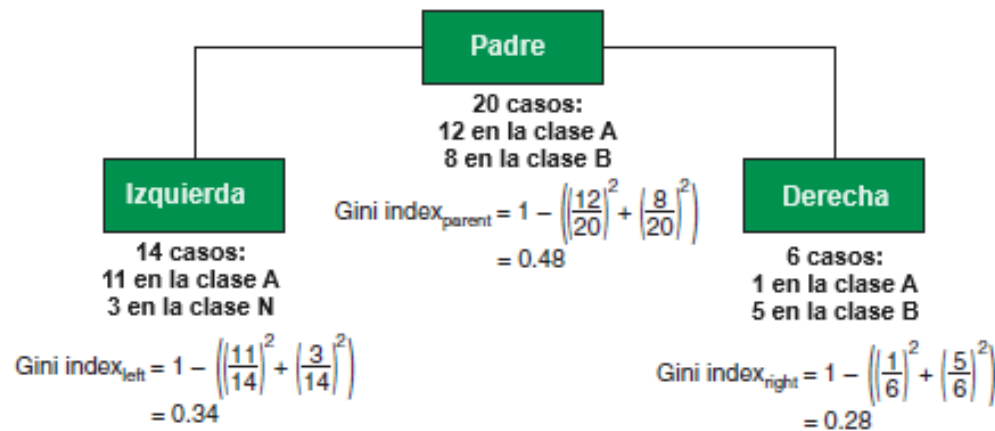 Padre
20 casos:
12 en la clase A
8 en la clase B
Gini index_parent = 1 − ((12/20)^2 + (8/20)^2)
= 0.48
Izquierda
14 casos:
11 en la clase A
3 en la clase N
Gini index_left = 1 − ((11/14)^2 + (3/14)^2)
= 0.34
Derecha
6 casos:
1 en la clase A
5 en la clase B
Gini index_right = 1 − ((1/6)^2 + (5/6)^2)
= 0.28